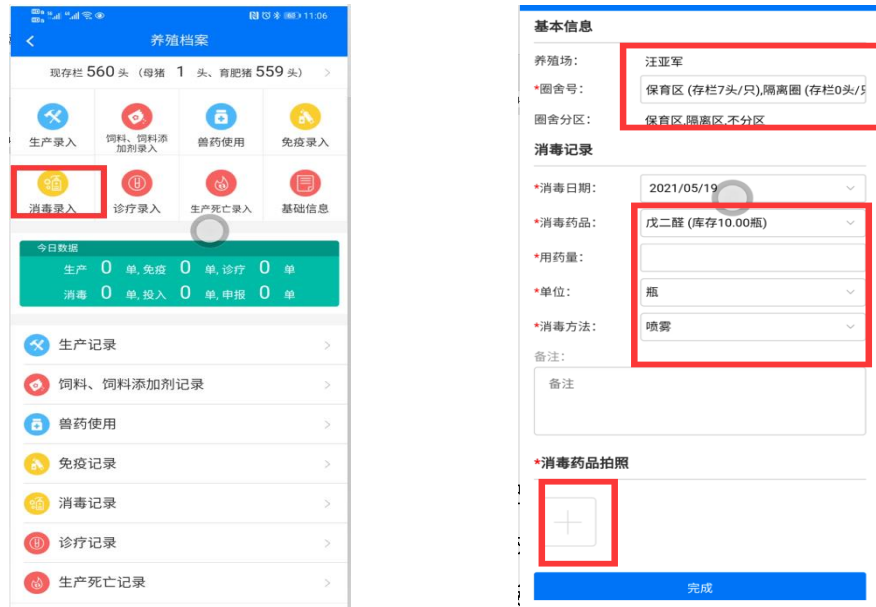 11:06
养殖档案
现存栏 560 头 (母猪 1 头、育肥猪 559 头)
生产录入
饲料、饲料添加剂录入
兽药使用
免疫录入
消毒录入
诊疗录入
生产死亡录入
基础信息
今日数据
生产 0 单,免疫 0 单,诊疗 0 单
消毒 0 单,投入 0 单,申报 0 单
生产记录
饲料、饲料添加剂记录
兽药使用
免疫记录
消毒记录
诊疗记录
生产死亡记录
基本信息
养殖场: 汪亚军
*圈舍号: 保育区 (存栏7头/只),隔离圈 (存栏0头/
圈舍分区: 保育区,隔离区,不分区
消毒记录
*消毒日期: 2021/05/19
*消毒药品: 戊二醛 (库存10.00瓶)
*用药量:
*单位: 瓶
*消毒方法: 喷雾
备注:
备注
*消毒药品拍照
完成